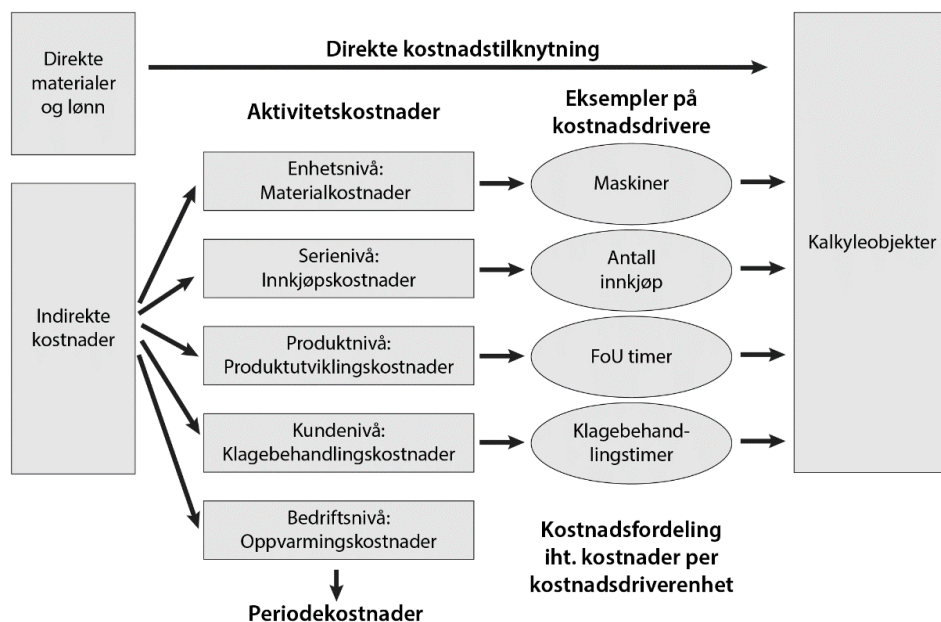 Direkte
materialer
og lønn
Direkte kostnadstilknytning
Aktivitetskostnader
Eksempler på
kostnadsdrivere
Enhetsnivå:
Materialkostnader
Maskiner
Serienivå:
Innkjøpskostnader
Antall
innkjøp
Kalkyleobjekter
Indirekte
kostnader
Produktnivå:
Produktutviklingskostnader
FoU timer
Kundenivå:
Klagebehandlingskostnader
Klagebehand-
lingstimer
Bedriftsnivå:
Oppvarmingskostnader
Kostnadsfordeling
iht. kostnader per
kostnadsdriverenhet
Periodekostnader